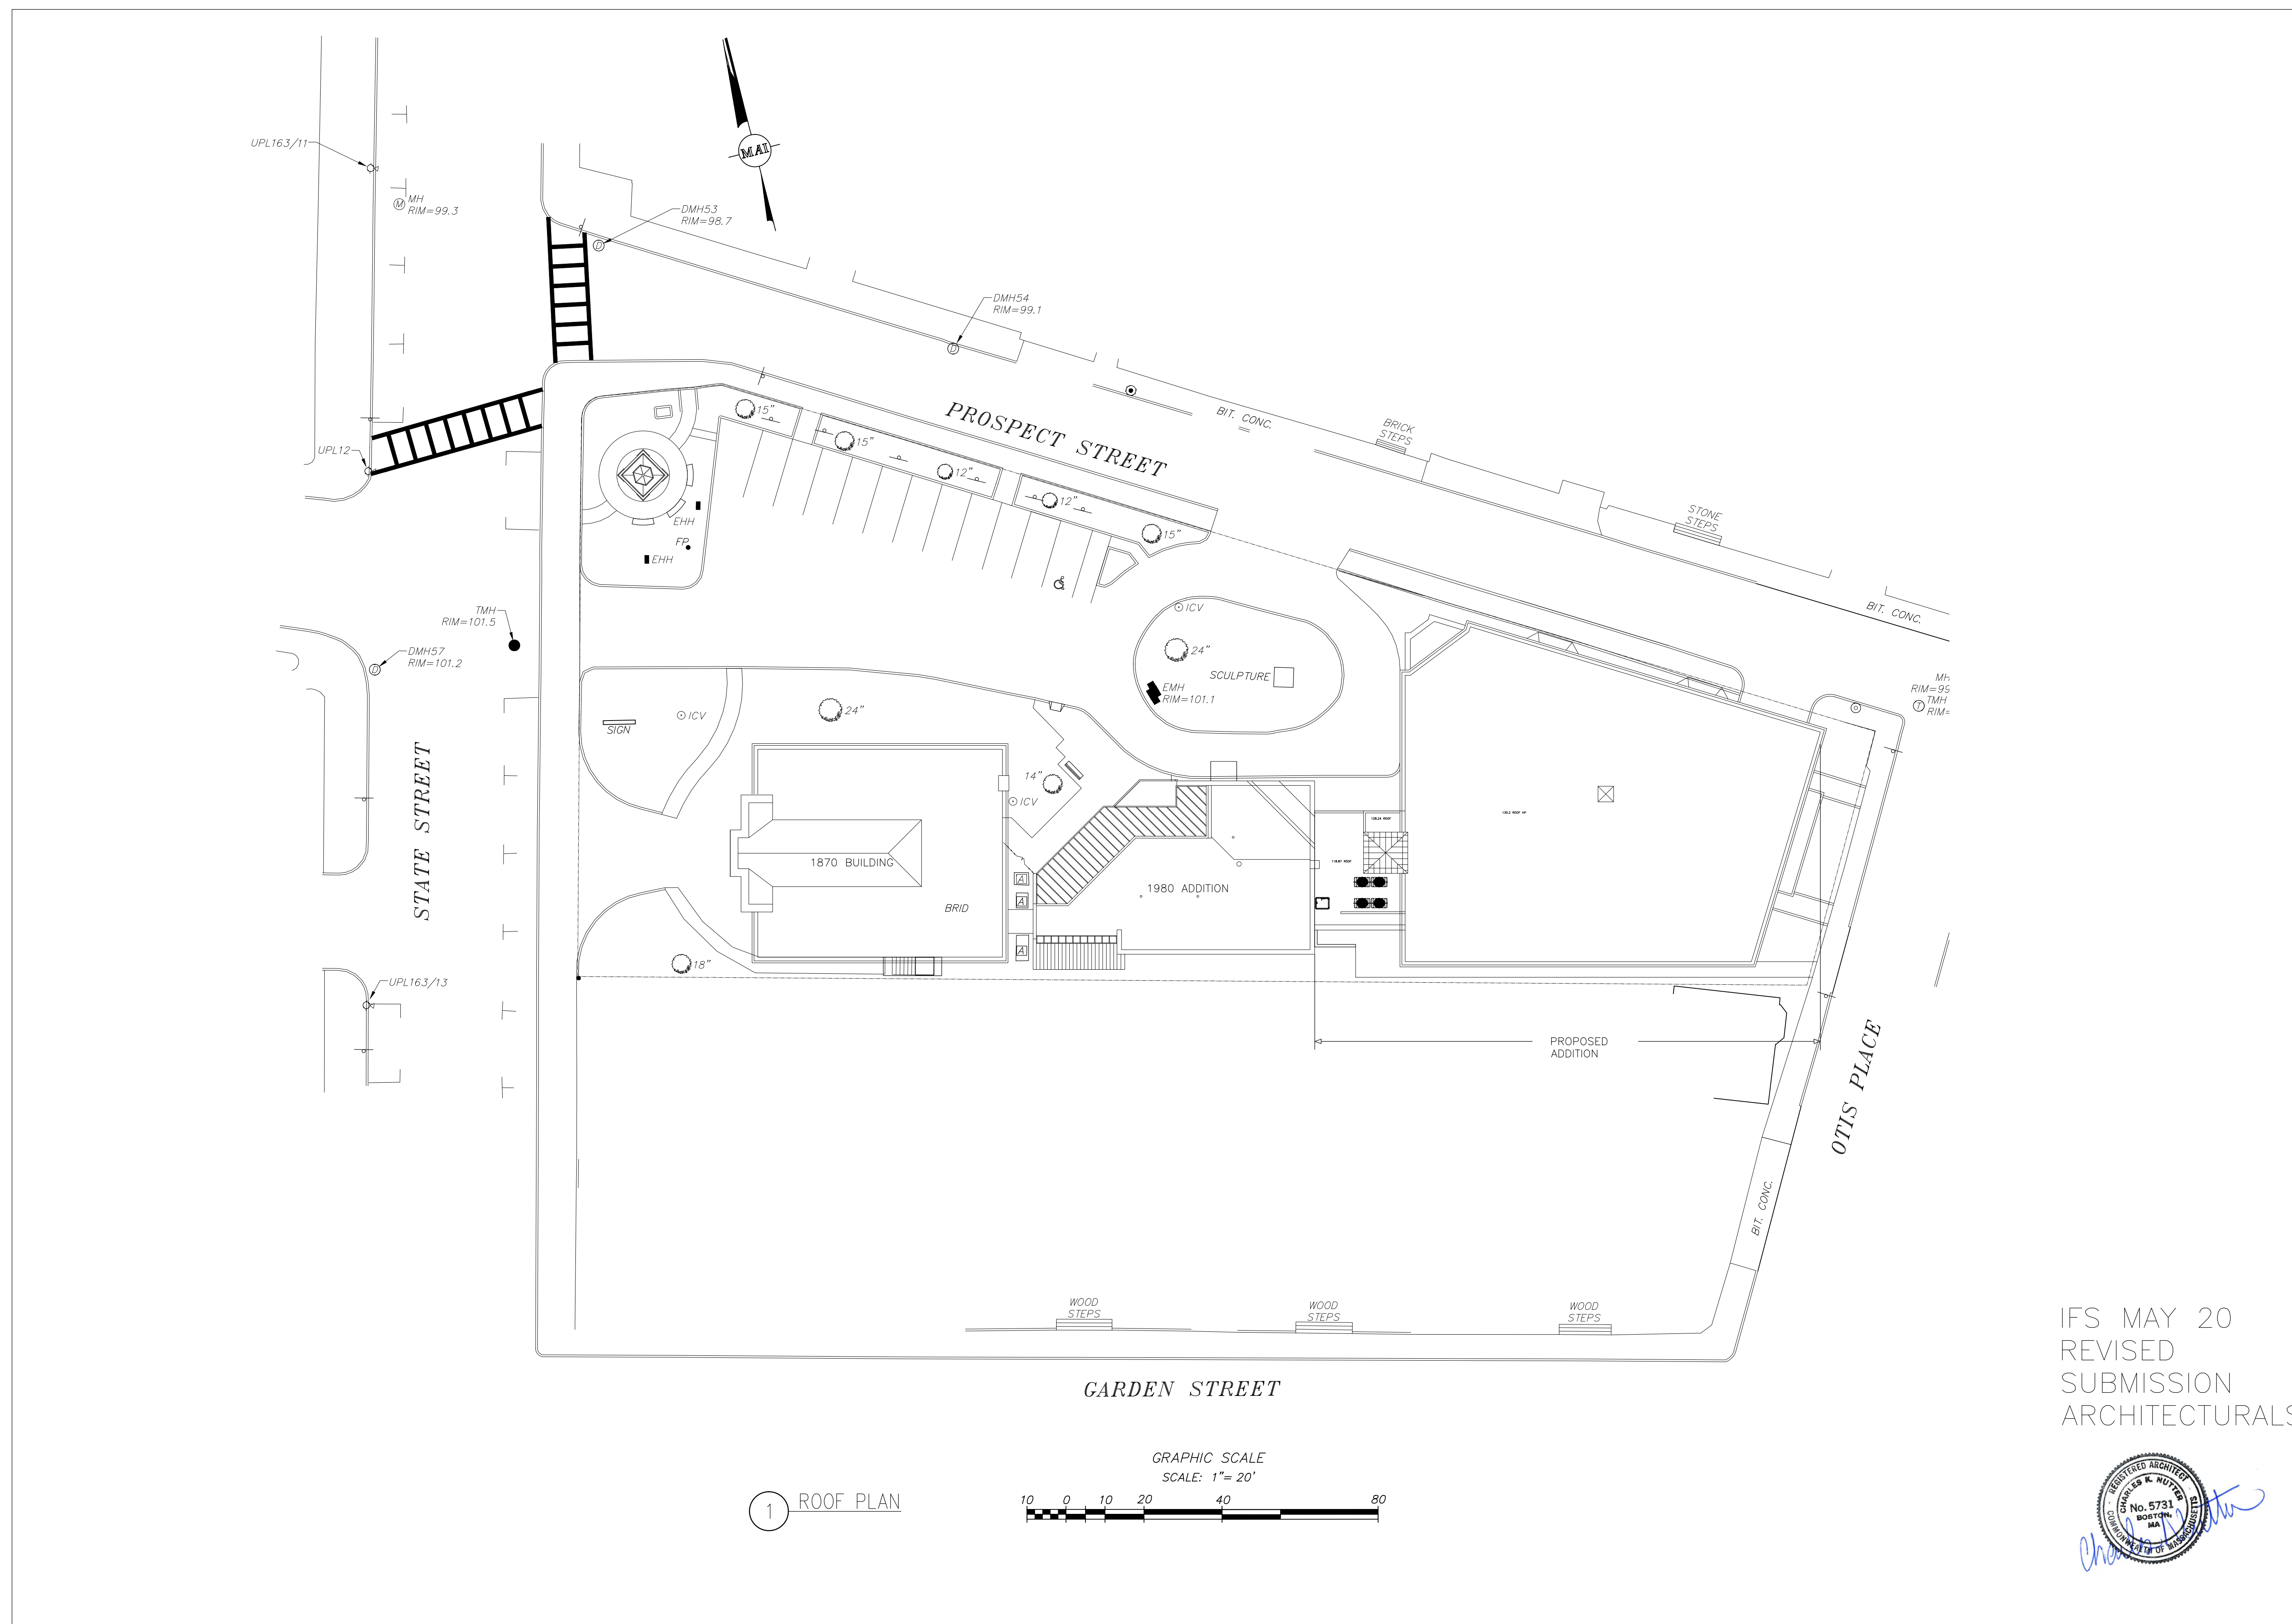 MAI
UPL163/11
MH
RIM=99.3
DMH53
RIM=98.7
DMH54
RIM=99.1
PROSPECT STREET
BIT. CONC.
BRICK
STEPS
STONE
STEPS
BIT. CONC.
UPL12
15"
15"
12"
12"
15"
EHH
FP
EHH
TMH
RIM=101.5
DMH57
RIM=101.2
ICV
24"
SCULPTURE
EMH
RIM=101.1
RIM=99
TMH
RIM=
M
D
D
D
T
STATE STREET
SIGN
ICV
24"
14"
ICV
1870 BUILDING
BRID
A
A
A
1980 ADDITION
18"
UPL163/13
PROPOSED
ADDITION
OTIS PLACE
BIT. CONC.
WOOD
STEPS
WOOD
STEPS
WOOD
STEPS
GARDEN STREET
GRAPHIC SCALE
SCALE: 1"= 20'
10 0 10 20 40 80
1 ROOF PLAN
IFS MAY 20
REVISED
SUBMISSION
ARCHITECTURALS
REGISTERED ARCHITECT
CHARLES K. NUTTER
No. 5731
BOSTON,
MA
COMMONWEALTH OF MASSACHUSETTS